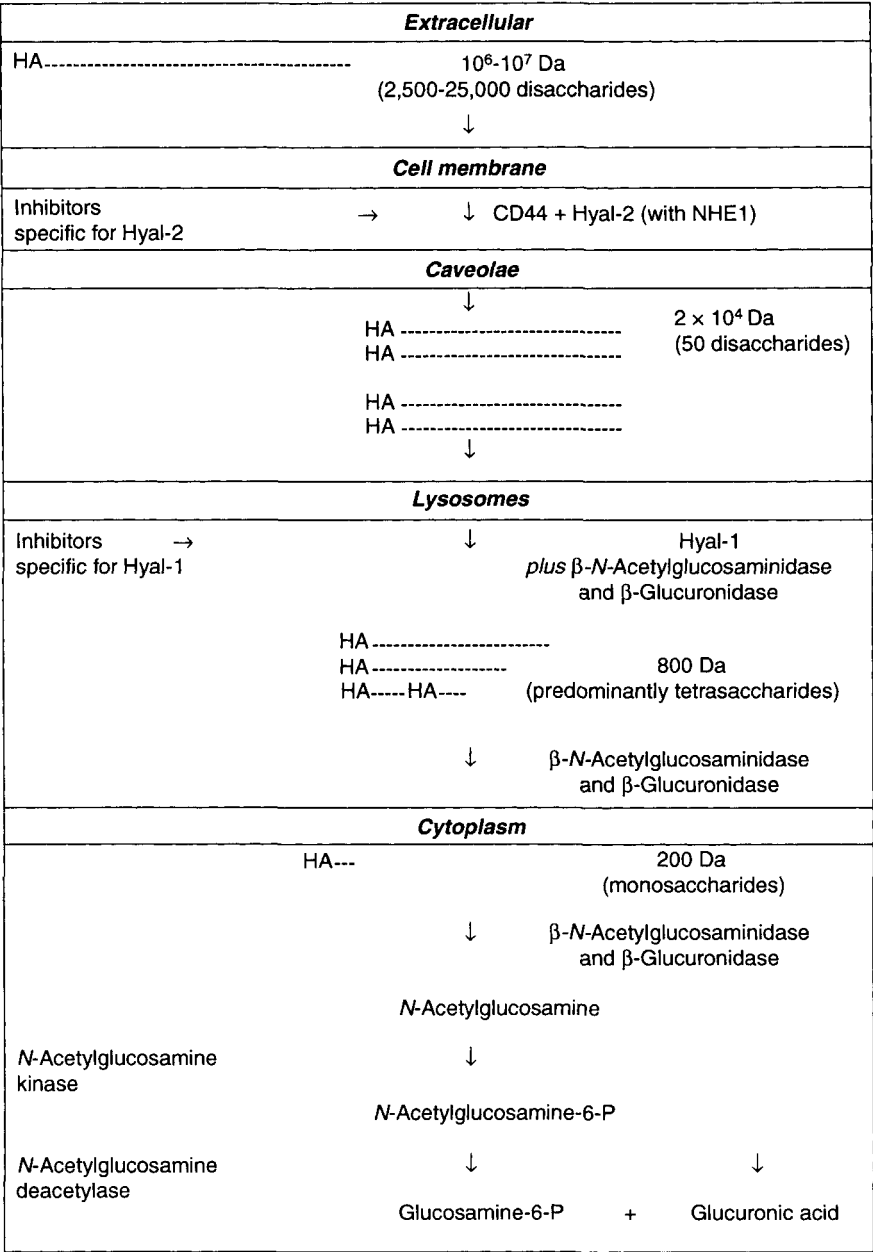 Extracellular
HA------------------------------------------ 10⁶-10⁷ Da
(2,500-25,000 disaccharides)
↓
Cell membrane
Inhibitors → ↓ CD44 + Hyal-2 (with NHE1)
specific for Hyal-2
Caveolae
↓
HA ------------------------------ 2 × 10⁴ Da
HA ------------------------------ (50 disaccharides)
HA ------------------------------
HA ------------------------------
↓
Lysosomes
Inhibitors → ↓ Hyal-1
specific for Hyal-1 plus β-N-Acetylglucosaminidase
and β-Glucuronidase
HA ------------------------
HA ------------------ 800 Da
HA-----HA---- (predominantly tetrasaccharides)
↓ β-N-Acetylglucosaminidase
and β-Glucuronidase
Cytoplasm
HA--- 200 Da
(monosaccharides)
↓ β-N-Acetylglucosaminidase
and β-Glucuronidase
N-Acetylglucosamine
N-Acetylglucosamine ↓
kinase
N-Acetylglucosamine-6-P
N-Acetylglucosamine ↓ ↓
deacetylase
Glucosamine-6-P + Glucuronic acid